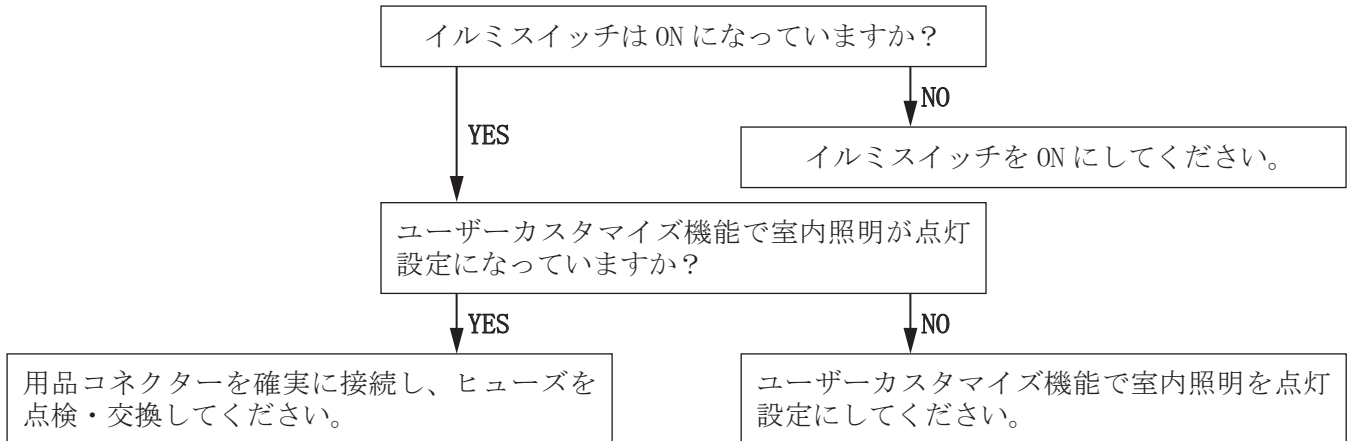 イルミスイッチは ON になっていますか？
NO
YES
イルミスイッチを ON にしてください。
ユーザーカスタマイズ機能で室内照明が点灯
設定になっていますか？
YES
NO
用品コネクターを確実に接続し、ヒューズを
点検・交換してください。
ユーザーカスタマイズ機能で室内照明を点灯
設定にしてください。